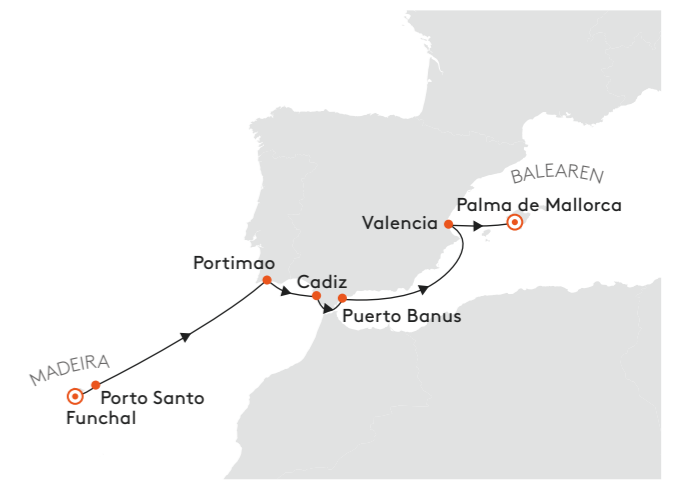 BALEAREN
Palma de Mallorca
Valencia
Portimao
Cadiz
Puerto Banus
MADEIRA
Porto Santo
Funchal